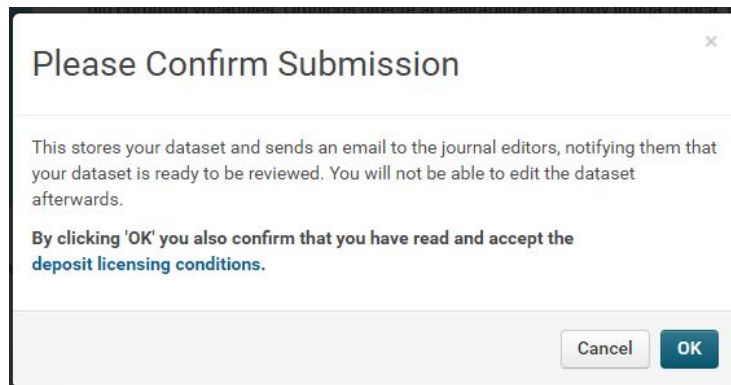 ×
Please Confirm Submission
This stores your dataset and sends an email to the journal editors, notifying them that
your dataset is ready to be reviewed. You will not be able to edit the dataset
afterwards.
By clicking 'OK' you also confirm that you have read and accept the
deposit licensing conditions.
Cancel OK